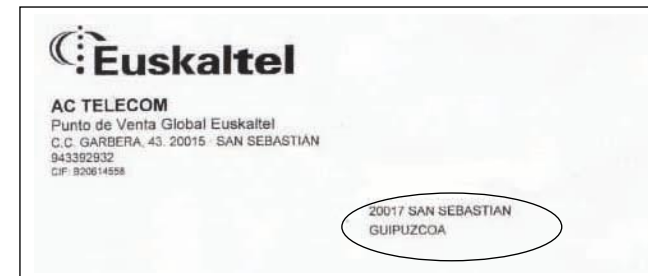 Euskaltel
AC TELECOM
Punto de Venta Global Euskaltel
C.C. GARBERA, 43. 20015 - SAN SEBASTIAN
943392932
CIF: B20614558
20017 SAN SEBASTIAN
GUIPUZCOA